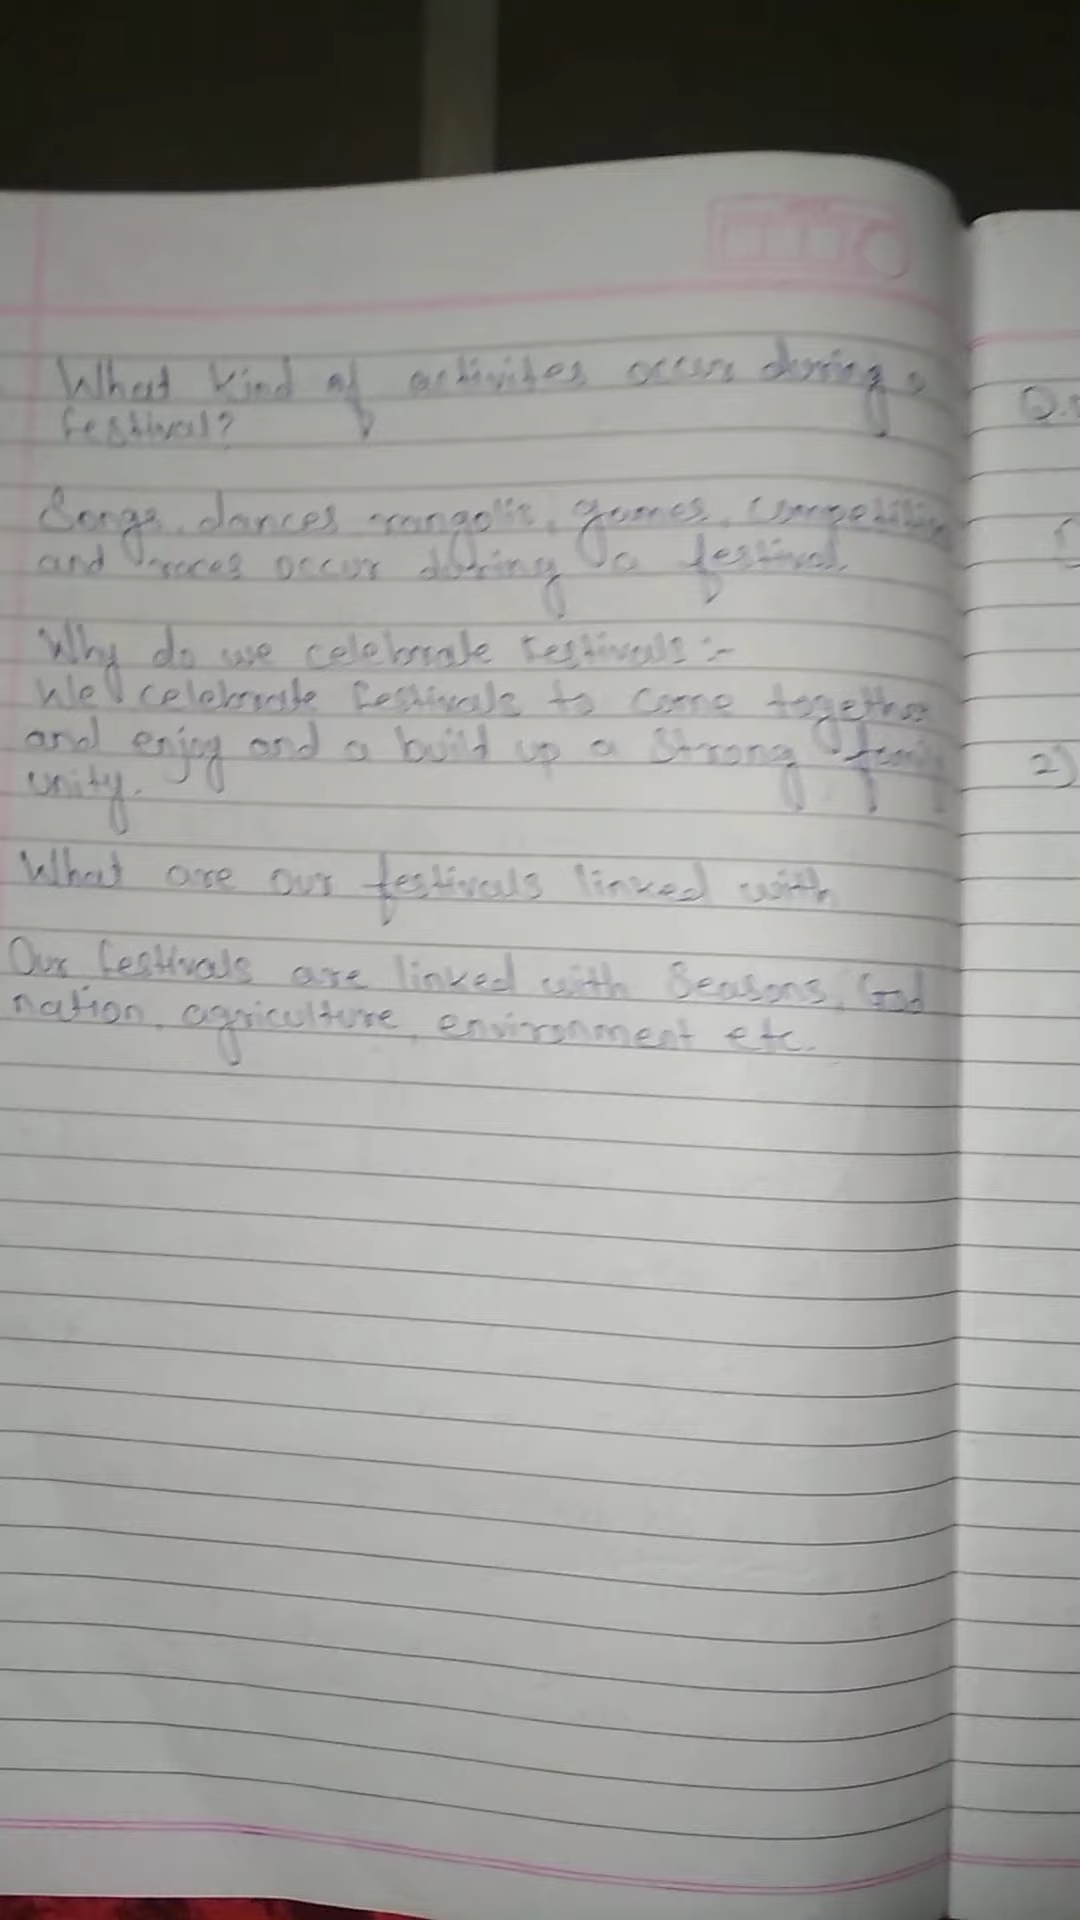 What kind of activites occurs during a
festival?
Songs, dances rangolis, games, competition
and races occur during a festival.
Why do we celebrate festivals :-
We celebrate festivals to come together
and enjoy and a build up a strong family
unity.
What are our festivals linked with
Our festivals are linked with Seasons, God
nation, agriculture, environment etc.
2)